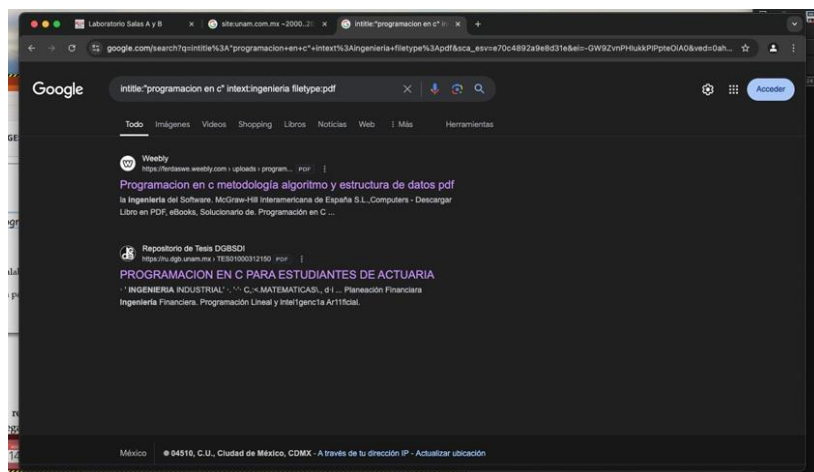 Laboratorio Salas A y B
site:unam.com.mx ~2000..20
intitle:"programacion en c" in
google.com/search?q=intitle%3A"programacion+en+c"+intext%3Aingenieria+filetype%3Apdf&sca_esv=e70c4892a9e8d31e&ei=-GW9ZvnPHIukkPIPpteOIA0&ved=0ah...
Google
intitle:"programacion en c" intext:ingenieria filetype:pdf
Acceder
Todo Imágenes Videos Shopping Libros Noticias Web Más Herramientas
Weebly
https://ferdaswe.weebly.com › uploads › program... PDF
Programacion en c metodología algoritmo y estructura de datos pdf
la ingeniería del Software. McGraw-Hill Interamericana de España S.L.,Computers - Descargar
Libro en PDF, eBooks, Solucionario de. Programación en C ...
Repositorio de Tesis DGBSDI
https://ru.dgb.unam.mx › TES01000312150 PDF
PROGRAMACION EN C PARA ESTUDIANTES DE ACTUARIA
· ' INGENIERIA INDUSTRIAL' ·. '-'· C,:<.MATEMATICAS\., d·I ... Planeación Financiara
Ingeniería Financiera. Programación Lineal y Intel1genc1a Ar11ficial.
México 04510, C.U., Ciudad de México, CDMX - A través de tu dirección IP - Actualizar ubicación